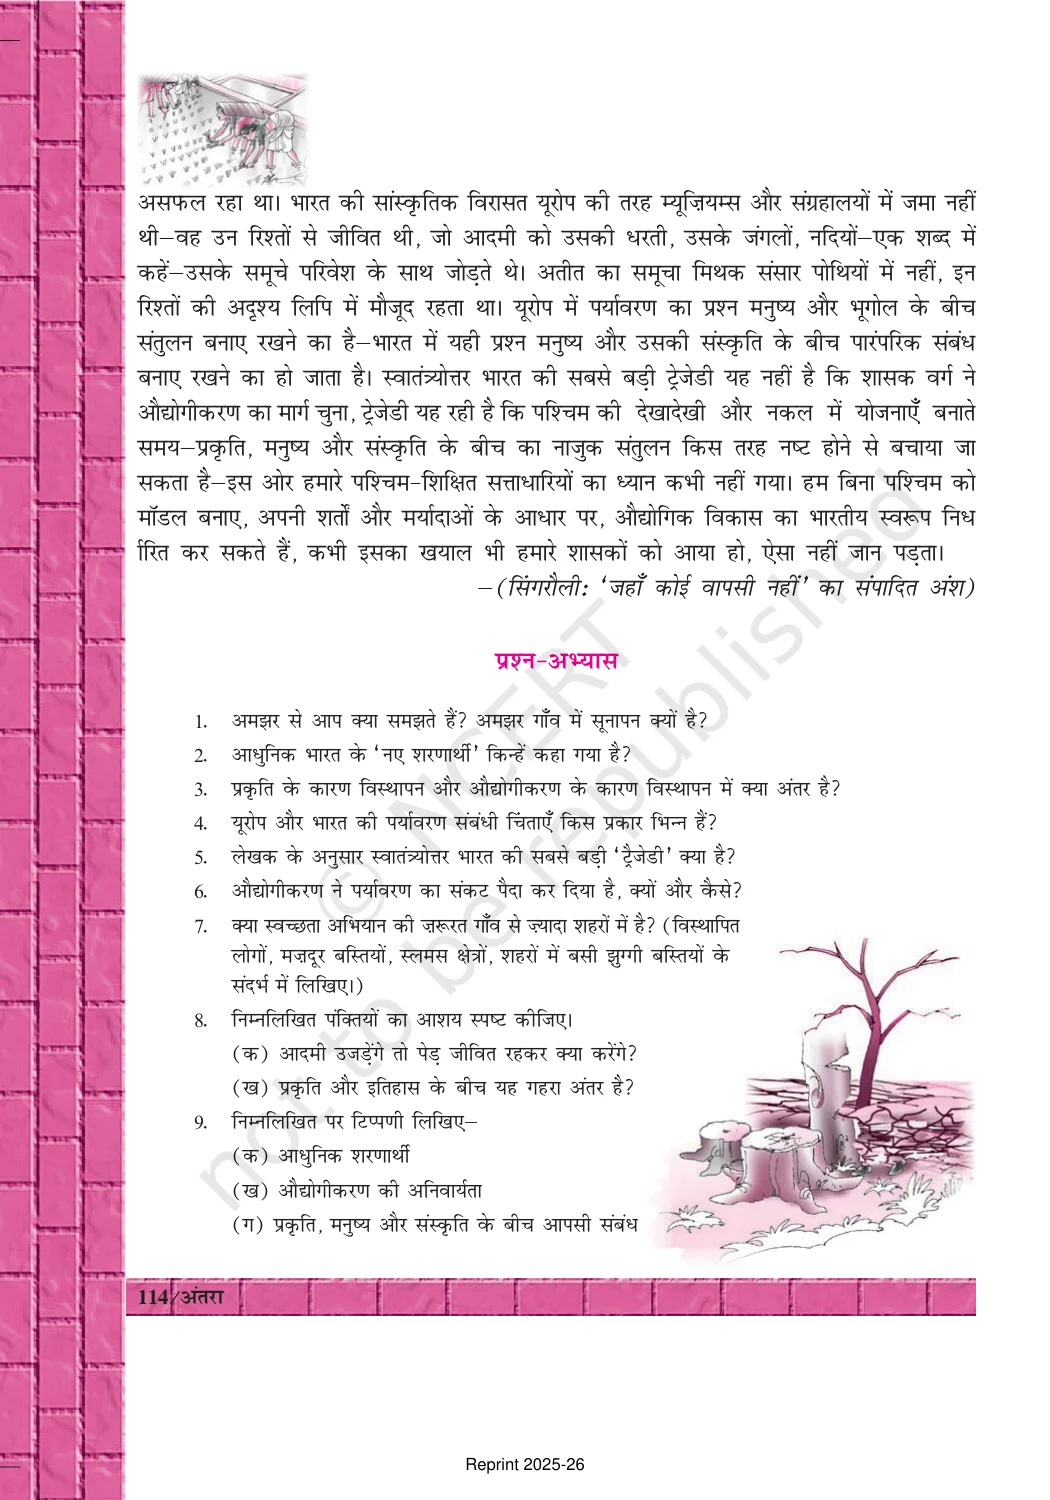 असफल रहा था। भारत की सांस्कृतिक विरासत यूरोप की तरह म्यूज़ियम्स और संग्रहालयों में जमा नहीं
थी–वह उन रिश्तों से जीवित थी, जो आदमी को उसकी धरती, उसके जंगलों, नदियों–एक शब्द में
कहें–उसके समूचे परिवेश के साथ जोड़ते थे। अतीत का समूचा मिथक संसार पोथियों में नहीं, इन
रिश्तों की अदृश्य लिपि में मौजूद रहता था। यूरोप में पर्यावरण का प्रश्न मनुष्य और भूगोल के बीच
संतुलन बनाए रखने का है–भारत में यही प्रश्न मनुष्य और उसकी संस्कृति के बीच पारंपरिक संबंध
बनाए रखने का हो जाता है। स्वातंत्र्योत्तर भारत की सबसे बड़ी ट्रेजेडी यह नहीं है कि शासक वर्ग ने
औद्योगीकरण का मार्ग चुना, ट्रेजेडी यह रही है कि पश्चिम की देखादेखी और नकल में योजनाएँ बनाते
समय–प्रकृति, मनुष्य और संस्कृति के बीच का नाजुक संतुलन किस तरह नष्ट होने से बचाया जा
सकता है–इस ओर हमारे पश्चिम-शिक्षित सत्ताधारियों का ध्यान कभी नहीं गया। हम बिना पश्चिम को
मॉडल बनाए, अपनी शर्तों और मर्यादाओं के आधार पर, औद्योगिक विकास का भारतीय स्वरूप निध
र्ारित कर सकते हैं, कभी इसका खयाल भी हमारे शासकों को आया हो, ऐसा नहीं जान पड़ता।
–(सिंगरौली: ‘जहाँ कोई वापसी नहीं’ का संपादित अंश)
प्रश्न-अभ्यास
1. अमझर से आप क्या समझते हैं? अमझर गाँव में सूनापन क्यों है?
2. आधुनिक भारत के ‘नए शरणार्थी’ किन्हें कहा गया है?
3. प्रकृति के कारण विस्थापन और औद्योगीकरण के कारण विस्थापन में क्या अंतर है?
4. यूरोप और भारत की पर्यावरण संबंधी चिंताएँ किस प्रकार भिन्न हैं?
5. लेखक के अनुसार स्वातंत्र्योत्तर भारत की सबसे बड़ी ‘ट्रैजेडी’ क्या है?
6. औद्योगीकरण ने पर्यावरण का संकट पैदा कर दिया है, क्यों और कैसे?
7. क्या स्वच्छता अभियान की ज़रूरत गाँव से ज़्यादा शहरों में है? (विस्थापित
लोगों, मज़दूर बस्तियों, स्लमस क्षेत्रों, शहरों में बसी झुग्गी बस्तियों के
संदर्भ में लिखिए।)
8. निम्नलिखित पंक्तियों का आशय स्पष्ट कीजिए।
(क) आदमी उजड़ेंगे तो पेड़ जीवित रहकर क्या करेंगे?
(ख) प्रकृति और इतिहास के बीच यह गहरा अंतर है?
9. निम्नलिखित पर टिप्पणी लिखिए–
(क) आधुनिक शरणार्थी
(ख) औद्योगीकरण की अनिवार्यता
(ग) प्रकृति, मनुष्य और संस्कृति के बीच आपसी संबंध
114/अंतरा
Reprint 2025-26
© NCERT
not to be republished